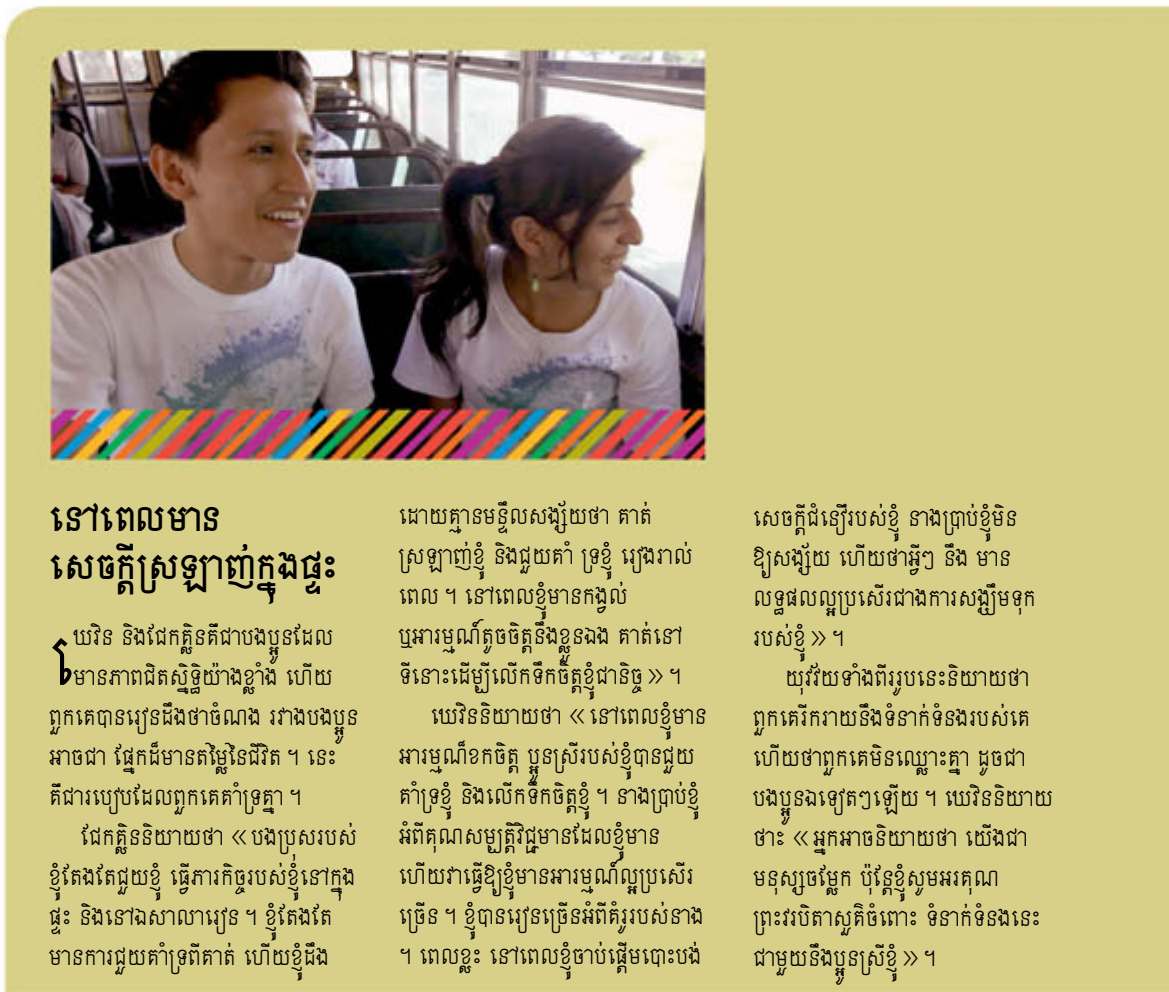 នៅពេលមាន
សេចក្តីស្រឡាញ់ក្នុងផ្ទះ
ឃេវិន និងជែកគ្លិនគឺជាបងប្អូនដែល
មានភាពជិតស្និទ្ធិយ៉ាងខ្លាំង ហើយ
ពួកគេបានរៀនដឹងថាចំណង រវាងបងប្អូន
អាចជា ផ្នែកដ៏មានតម្លៃនៃជីវិត ។ នេះ
គឺជារបៀបដែលពួកគេគាំទ្រគ្នា ។
ជែកគ្លិននិយាយថា « បងប្រុសរបស់
ខ្ញុំតែងតែជួយខ្ញុំ ធ្វើភារកិច្ចរបស់ខ្ញុំនៅក្នុង
ផ្ទះ និងនៅឯសាលារៀន ។ ខ្ញុំតែងតែ
មានការជួយគាំទ្រពីគាត់ ហើយខ្ញុំដឹង
ដោយគ្មានមន្ទឹលសង្ស័យថា គាត់
ស្រឡាញ់ខ្ញុំ និងជួយគាំ ទ្រខ្ញុំ រៀងរាល់
ពេល ។ នៅពេលខ្ញុំមានកង្វល់
ឬអារម្មណ៍តូចចិត្តនឹងខ្លួនឯង គាត់នៅ
ទីនោះដើម្បីលើកទឹកចិត្តខ្ញុំជានិច្ច » ។
ឃេវិននិយាយថា « នៅពេលខ្ញុំមាន
អារម្មណ៍ខកចិត្ត ប្អូនស្រីរបស់ខ្ញុំបានជួយ
គាំទ្រខ្ញុំ និងលើកទឹកចិត្តខ្ញុំ ។ នាងប្រាប់ខ្ញុំ
អំពីគុណសម្បត្តិវិជ្ជមានដែលខ្ញុំមាន
ហើយវាធ្វើឱ្យខ្ញុំមានអារម្មណ៍ល្អប្រសើរ
ច្រើន ។ ខ្ញុំបានរៀនច្រើនអំពីគំរូរបស់នាង
។ ពេលខ្លះ នៅពេលខ្ញុំចាប់ផ្តើមបោះបង់
សេចក្តីជំនឿរបស់ខ្ញុំ នាងប្រាប់ខ្ញុំមិន
ឱ្យសង្ស័យ ហើយថាអ្វីៗ នឹង មាន
លទ្ធផលល្អប្រសើរជាងការសង្ឃឹមទុក
របស់ខ្ញុំ » ។
យុវវ័យទាំងពីររូបនេះនិយាយថា
ពួកគេរីករាយនឹងទំនាក់ទំនងរបស់គេ
ហើយថាពួកគេមិនឈ្លោះគ្នា ដូចជា
បងប្អូនឯទៀតៗឡើយ ។ ឃេវិននិយាយ
ថាះ « អ្នកអាចនិយាយថា យើងជា
មនុស្សចម្លែក ប៉ុន្តែខ្ញុំសូមអរគុណ
ព្រះវរបិតាសួគ៌ចំពោះ ទំនាក់ទំនងនេះ
ជាមួយនឹងប្អូនស្រីខ្ញុំ » ។